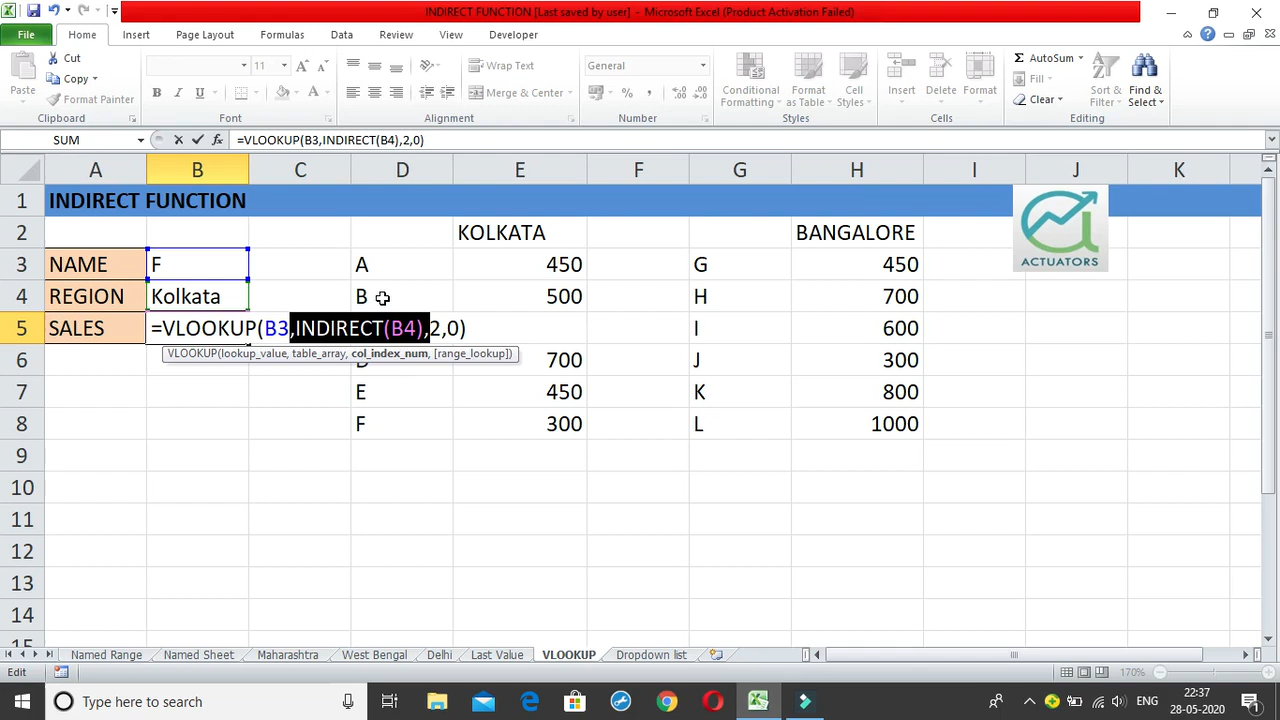 INDIRECT FUNCTION [Last saved by user] - Microsoft Excel (Product Activation Failed)
File Home Insert Page Layout Formulas Data Review View Developer
Cut
Copy
Format Painter
Paste
Clipboard
11
Font
Wrap Text
Merge & Center
Alignment
General
Number
Conditional Formatting
Format as Table
Cell Styles
Styles
Insert Delete Format
Cells
AutoSum
Fill
Clear
Sort & Filter
Find & Select
Editing
SUM fx =VLOOKUP(B3,INDIRECT(B4),2,0)
A B C D E F G H I J K
1 INDIRECT FUNCTION
2 KOLKATA BANGALORE
3 NAME F A 450 G 450
4 REGION Kolkata B 500 H 700
5 SALES =VLOOKUP(B3,INDIRECT(B4),2,0) I 600
VLOOKUP(lookup_value, table_array, col_index_num, [range_lookup])
6 D 700 J 300
7 E 450 K 800
8 F 300 L 1000
9
10
11
12
13
14
15
ACTUATORS
Named Range Named Sheet Maharashtra West Bengal Delhi Last Value VLOOKUP Dropdown list
Edit 170%
Type here to search
ENG
22:37
28-05-2020